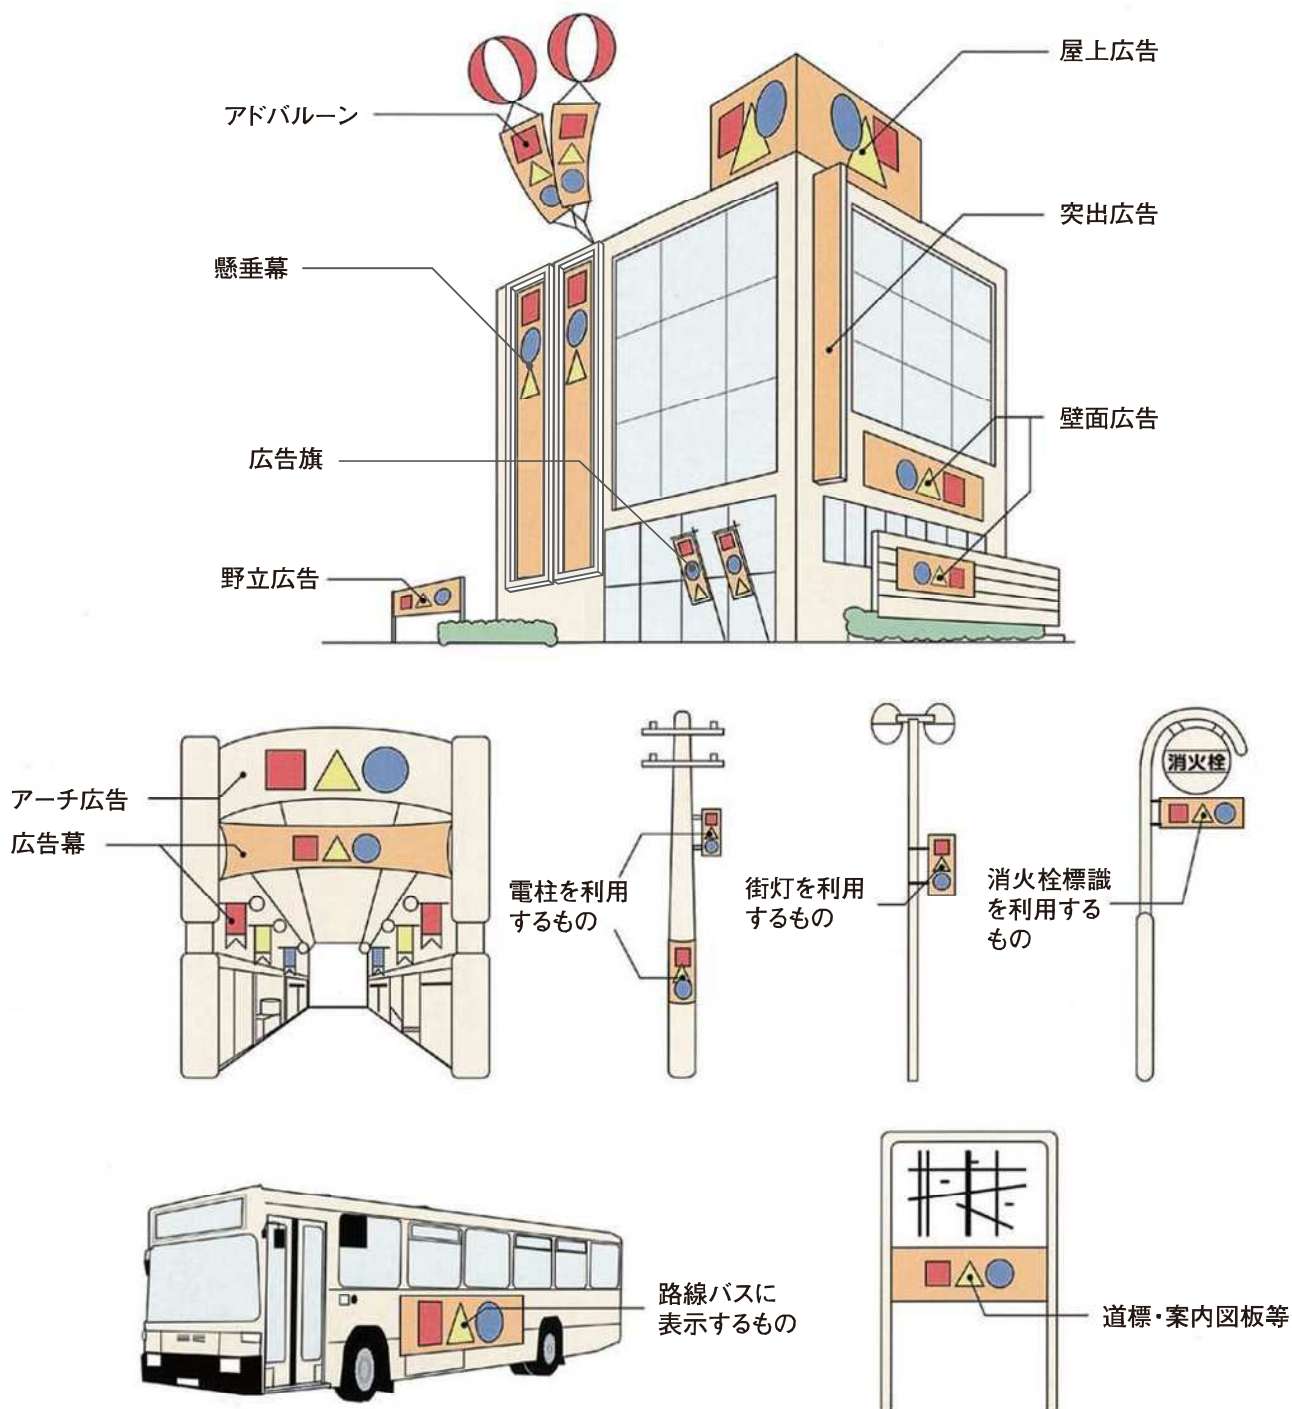 屋上広告
アドバルーン
突出広告
懸垂幕
壁面広告
広告旗
野立広告
消火栓
アーチ広告
広告幕
電柱を利用
するもの
街灯を利用
するもの
消火栓標識
を利用する
もの
路線バスに
表示するもの
道標・案内図板等